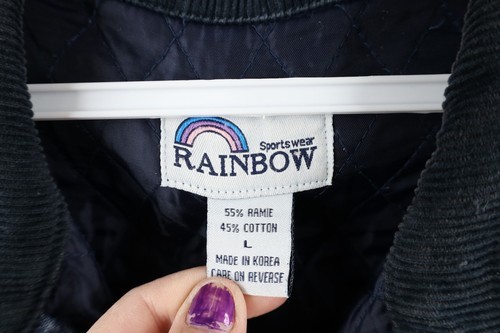 Sportswear
RAINBOW
55% RAMIE
45% COTTON
L
MADE IN KOREA
CARE ON REVERSE